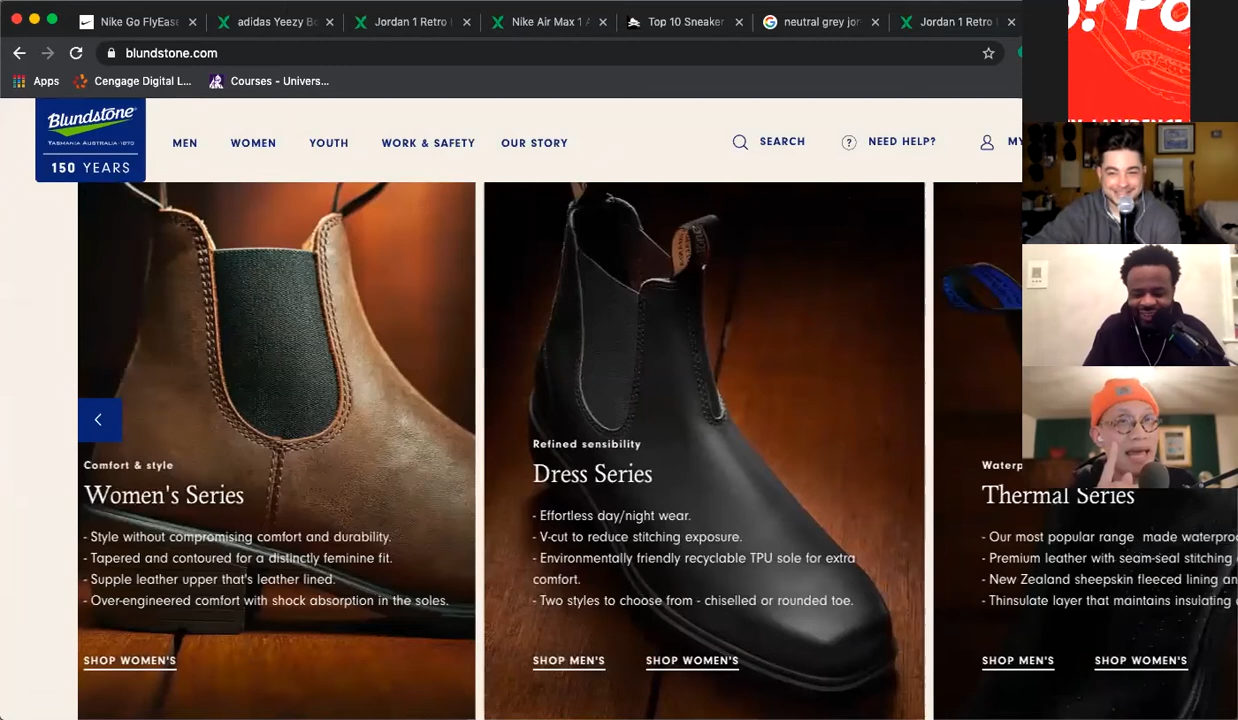 Nike Go FlyEas
adidas Yeezy B
Jordan 1 Retro
Nike Air Max 1
Top 10 Sneaker
neutral grey jor
Jordan 1 Retro
blundstone.com
Apps
Cengage Digital L...
Courses - Univers...
Blundstone
TASMANIA AUSTRALIA 1870
150 YEARS
MEN
WOMEN
YOUTH
WORK & SAFETY
OUR STORY
SEARCH
NEED HELP?
MY
Comfort & style
Women's Series
- Style without compromising comfort and durability.
- Tapered and contoured for a distinctly feminine fit.
- Supple leather upper that's leather lined.
- Over-engineered comfort with shock absorption in the soles.
SHOP WOMEN'S
Refined sensibility
Dress Series
- Effortless day/night wear.
- V-cut to reduce stitching exposure.
- Environmentally friendly recyclable TPU sole for extra
comfort.
- Two styles to choose from - chiselled or rounded toe.
SHOP MEN'S
SHOP WOMEN'S
Waterp
Thermal Series
- Our most popular range made waterproo
- Premium leather with seam-seal stitching
- New Zealand sheepskin fleeced lining an
- Thinsulate layer that maintains insulating
SHOP MEN'S
SHOP WOMEN'S